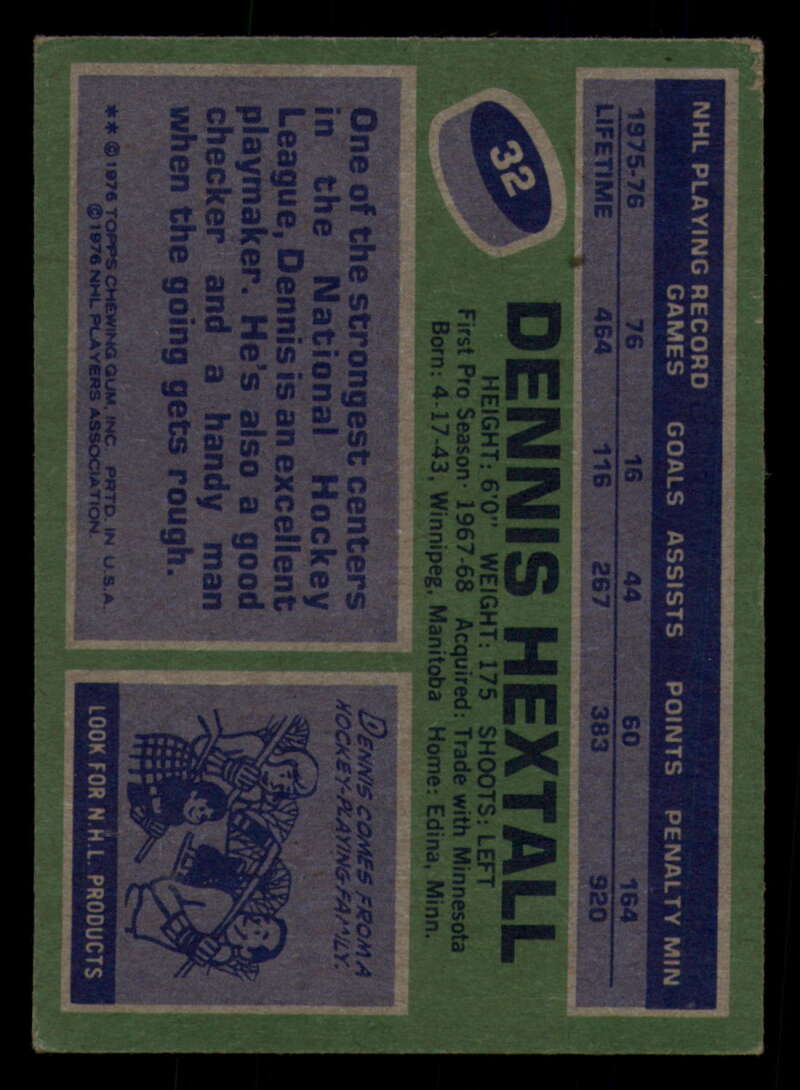 NHL PLAYING RECORD
GAMES GOALS ASSISTS POINTS PENALTY MIN
1975-76 76 16 44 60 164
LIFETIME 464 116 267 383 920
32
DENNIS HEXTALL
HEIGHT: 6'0" WEIGHT: 175 SHOOTS: LEFT
First Pro Season: 1967-68 Acquired: Trade with Minnesota
Born: 4-17-43, Winnipeg, Manitoba Home: Edina, Minn.
One of the strongest centers
in the National Hockey
League, Dennis is an excellent
playmaker. He's also a good
checker and a handy man
when the going gets rough.
** © 1976 TOPPS CHEWING GUM, INC. PRTD. IN U.S.A.
© 1976 NHL PLAYERS ASSOCIATION.
DENNIS COMES FROM A
HOCKEY-PLAYING FAMILY.
LOOK FOR N.H.L. PRODUCTS